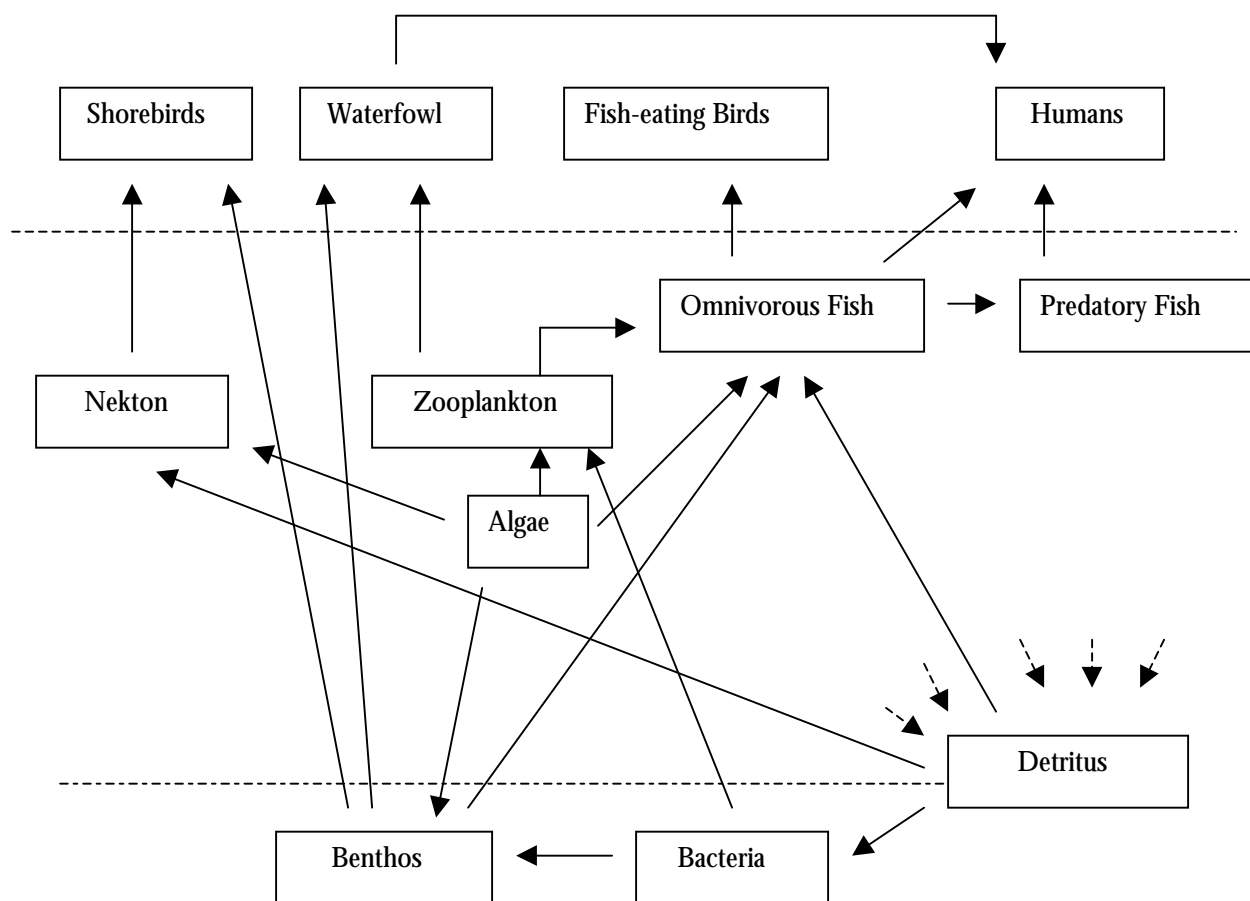 Shorebirds
Waterfowl
Fish-eating Birds
Humans
Omnivorous Fish
Predatory Fish
Nekton
Zooplankton
Algae
Detritus
Benthos
Bacteria